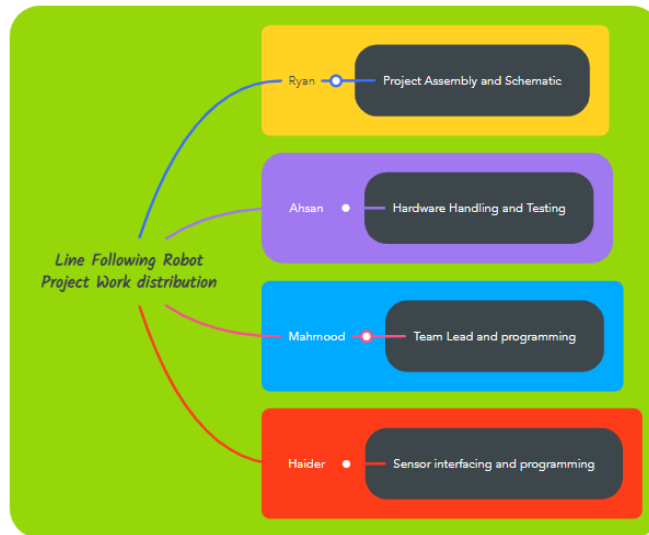 Ryan
Project Assembly and Schematic
Ahsan
Hardware Handling and Testing
Line Following Robot
Project Work distribution
Mahmood
Team Lead and programming
Haider
Sensor interfacing and programming